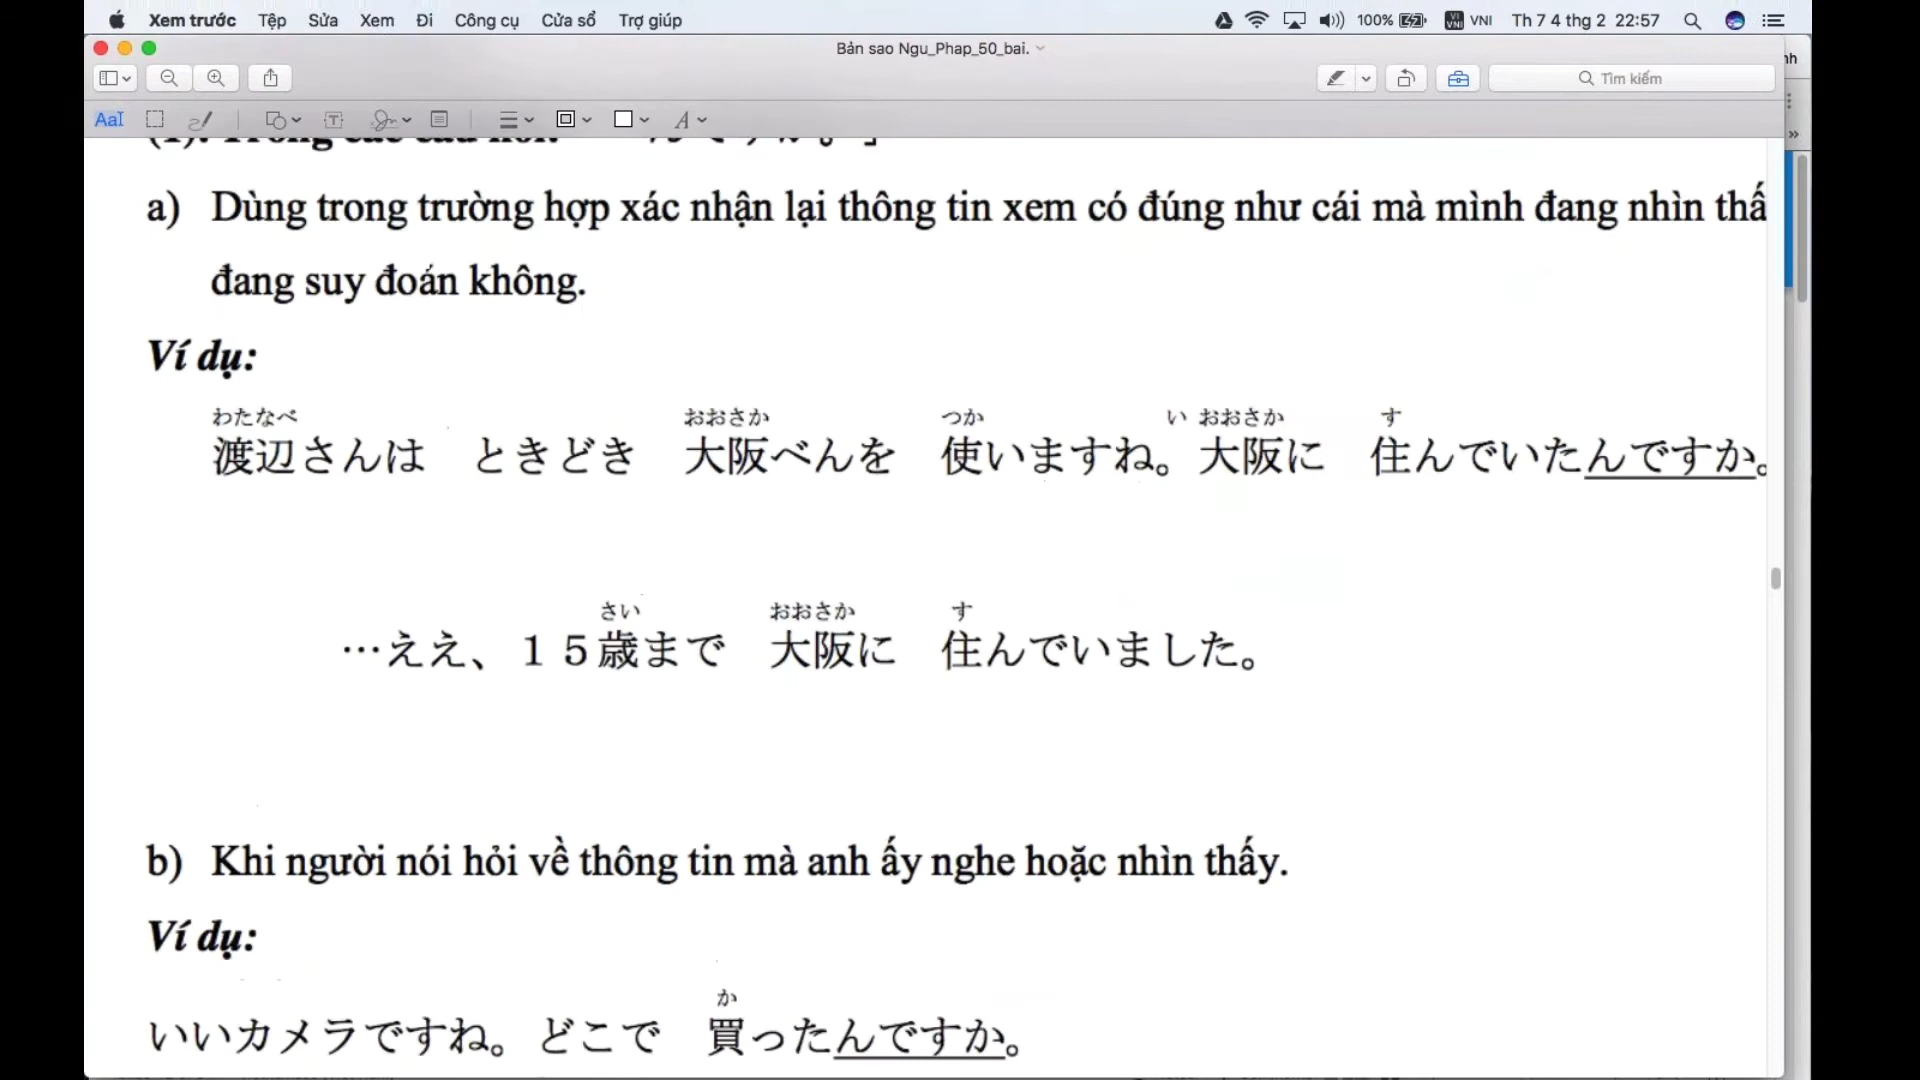 Xem trước Tệp Sửa Xem Đi Công cụ Cửa sổ Trợ giúp 100% VNI Th 7 4 thg 2 22:57
Bản sao Ngu_Phap_50_bai.
Tìm kiếm
a) Dùng trong trường hợp xác nhận lại thông tin xem có đúng như cái mà mình đang nhìn thấ
đang suy đoán không.
Ví dụ:
わたなべ おおさか つか い おおさか す
渡辺さんは ときどき 大阪べんを 使いますね。大阪に 住んでいたんですか。
さい おおさか す
…ええ、１５歳まで 大阪に 住んでいました。
b) Khi người nói hỏi về thông tin mà anh ấy nghe hoặc nhìn thấy.
Ví dụ:
か
いいカメラですね。どこで 買ったんですか。